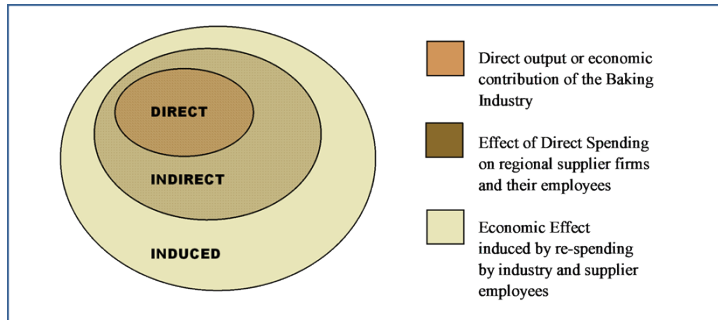 DIRECT
INDIRECT
INDUCED
Direct output or economic
contribution of the Baking
Industry
Effect of Direct Spending
on regional supplier firms
and their employees
Economic Effect
induced by re-spending
by industry and supplier
employees